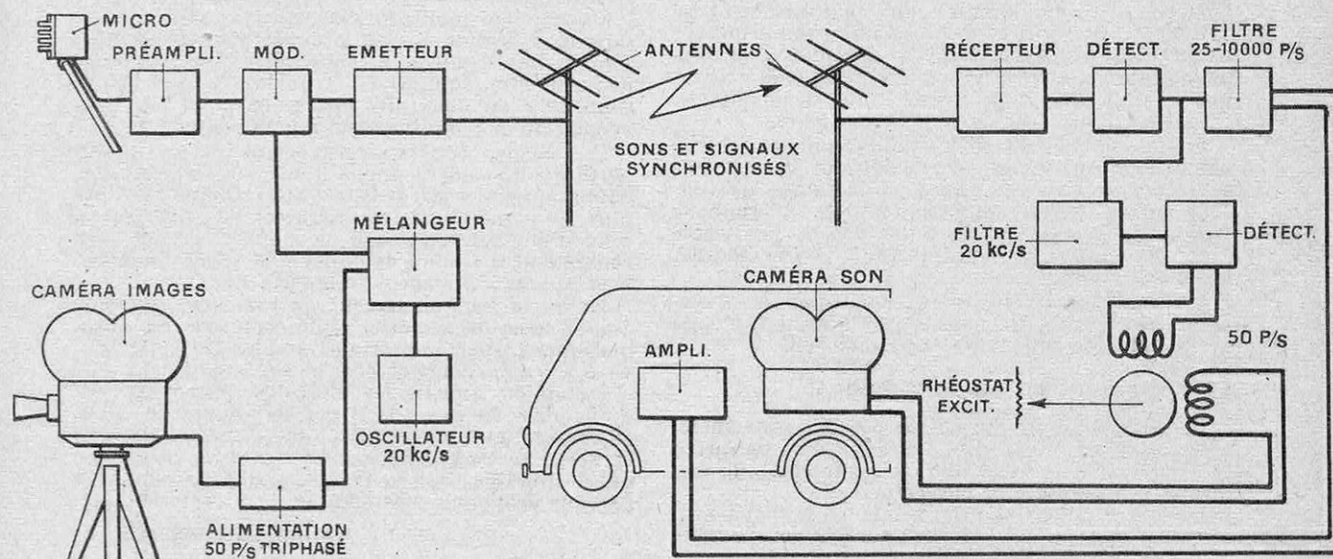 MICRO
PRÉAMPLI.
MOD.
EMETTEUR
ANTENNES
RÉCEPTEUR
DÉTECT.
FILTRE
25-10000 P/S
SONS ET SIGNAUX
SYNCHRONISÉS
MÉLANGEUR
FILTRE
20 kc/s
DÉTECT.
CAMÉRA IMAGES
CAMÉRA SON
50 P/S
AMPLI.
RHÉOSTAT
EXCIT.
OSCILLATEUR
20 kc/s
ALIMENTATION
50 P/S TRIPHASÉ